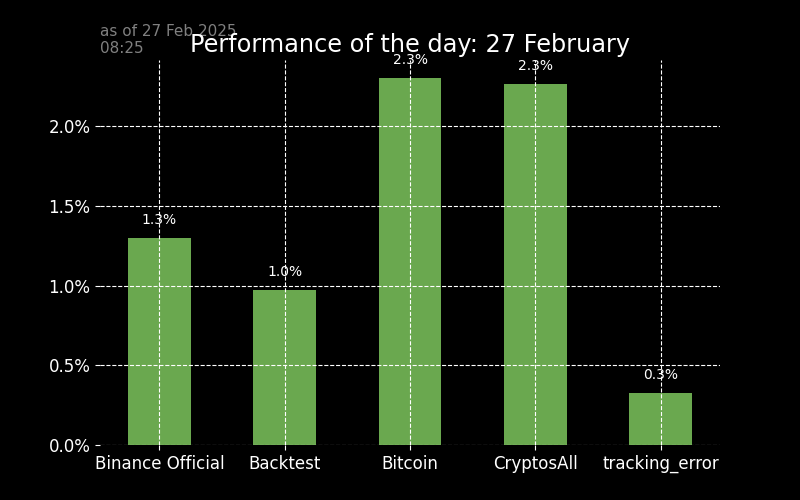 as of 27 Feb 2025
08:25
Performance of the day: 27 February
2.3%
2.3%
2.0%
1.5%
1.3%
1.0%
1.0%
0.5%
0.3%
0.0%
Binance Official
Backtest
Bitcoin
CryptosAll
tracking_error